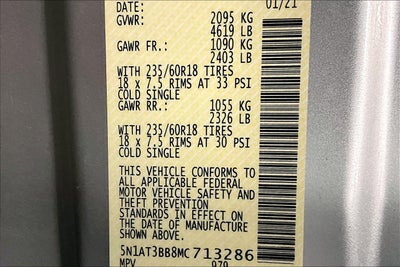 DATE: 01/21
GVWR: 2095 KG
4619 LB
GAWR FR.: 1090 KG
2403 LB
WITH 235/60R18 TIRES
18 x 7.5 RIMS AT 33 PSI
COLD SINGLE
GAWR RR.: 1055 KG
2326 LB
WITH 235/60R18 TIRES
18 x 7.5 RIMS AT 30 PSI
COLD SINGLE
THIS VEHICLE CONFORMS TO
ALL APPLICABLE FEDERAL
MOTOR VEHICLE SAFETY AND
THEFT PREVENTION
STANDARDS IN EFFECT ON
THE DATE OF MANUFACTURE
SHOWN ABOVE.
5N1AT3BB8MC713286
MPV 979